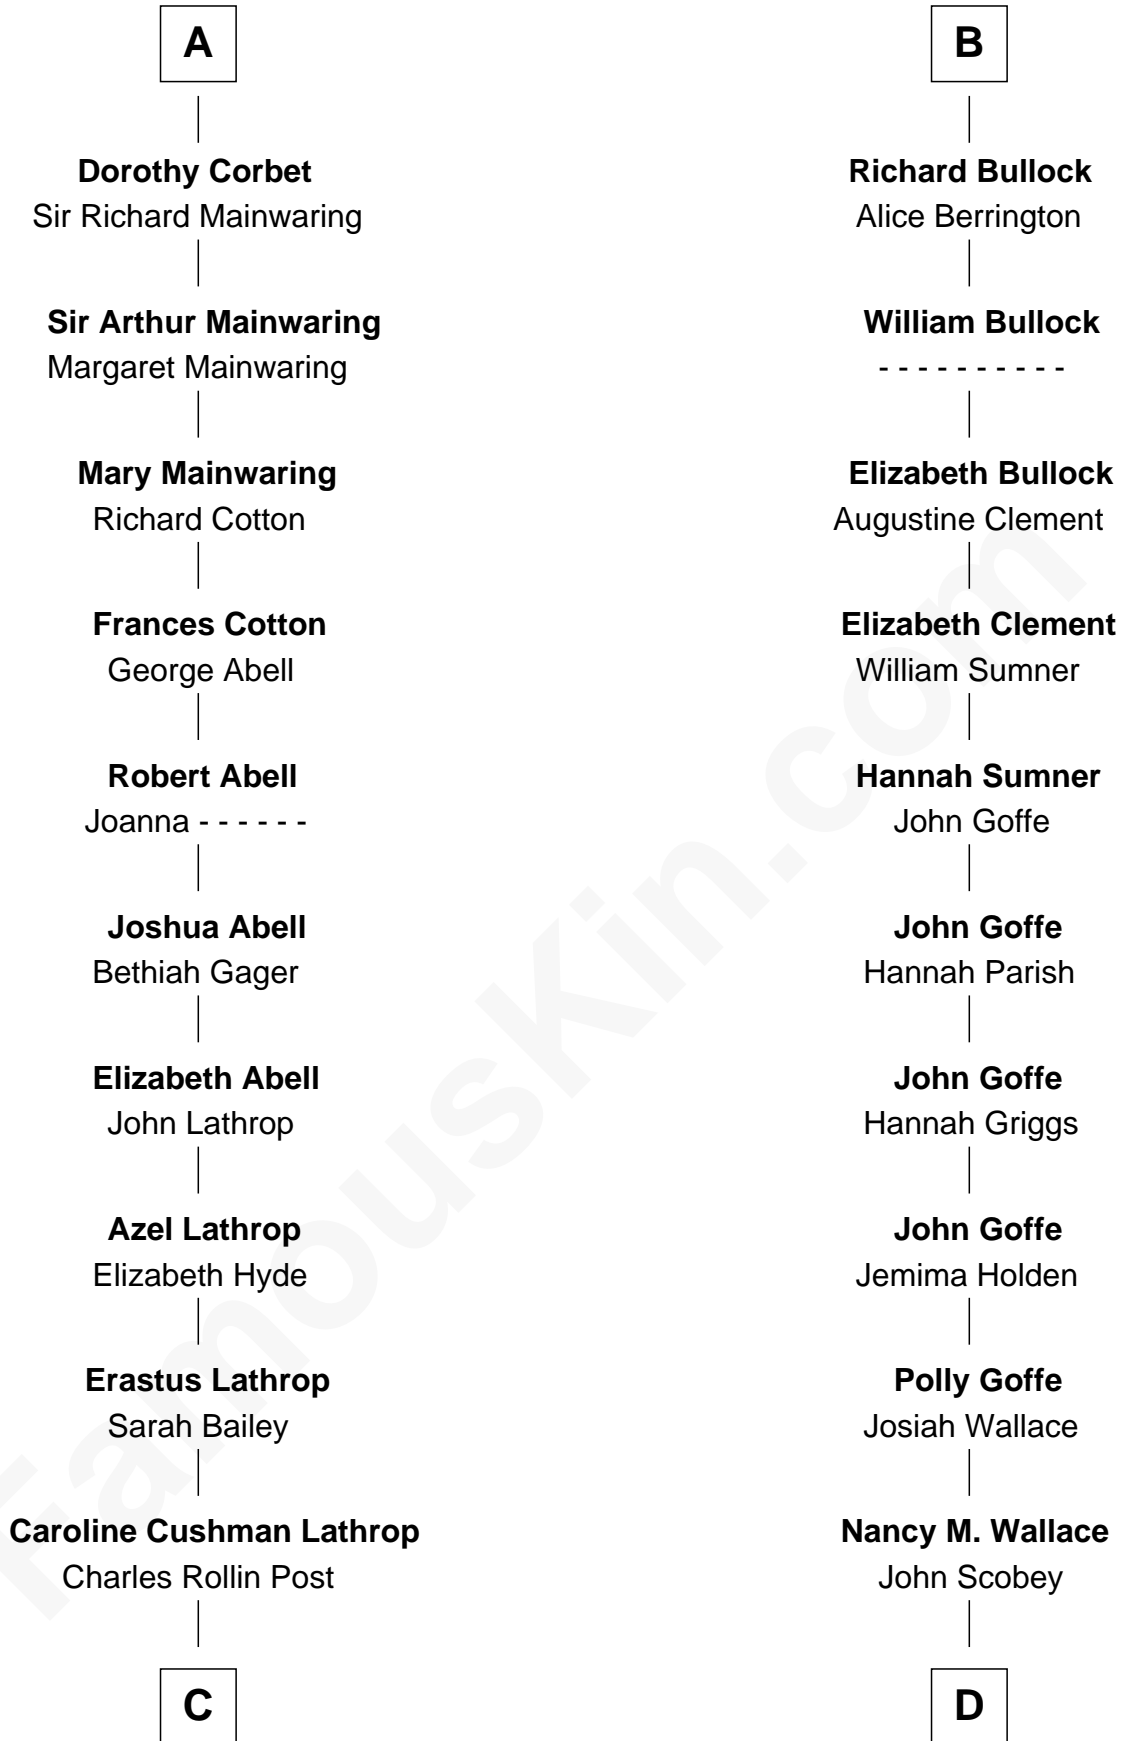 A
Dorothy Corbet
Sir Richard Mainwaring
Sir Arthur Mainwaring
Margaret Mainwaring
Mary Mainwaring
Richard Cotton
Frances Cotton
George Abell
Robert Abell
Joanna - - - - - -
Joshua Abell
Bethiah Gager
Elizabeth Abell
John Lathrop
Azel Lathrop
Elizabeth Hyde
Erastus Lathrop
Sarah Bailey
Caroline Cushman Lathrop
Charles Rollin Post
C
B
Richard Bullock
Alice Berrington
William Bullock
- - - - - - - - - -
Elizabeth Bullock
Augustine Clement
Elizabeth Clement
William Sumner
Hannah Sumner
John Goffe
John Goffe
Hannah Parish
John Goffe
Hannah Griggs
John Goffe
Jemima Holden
Polly Goffe
Josiah Wallace
Nancy M. Wallace
John Scobey
D
FamousKin.com